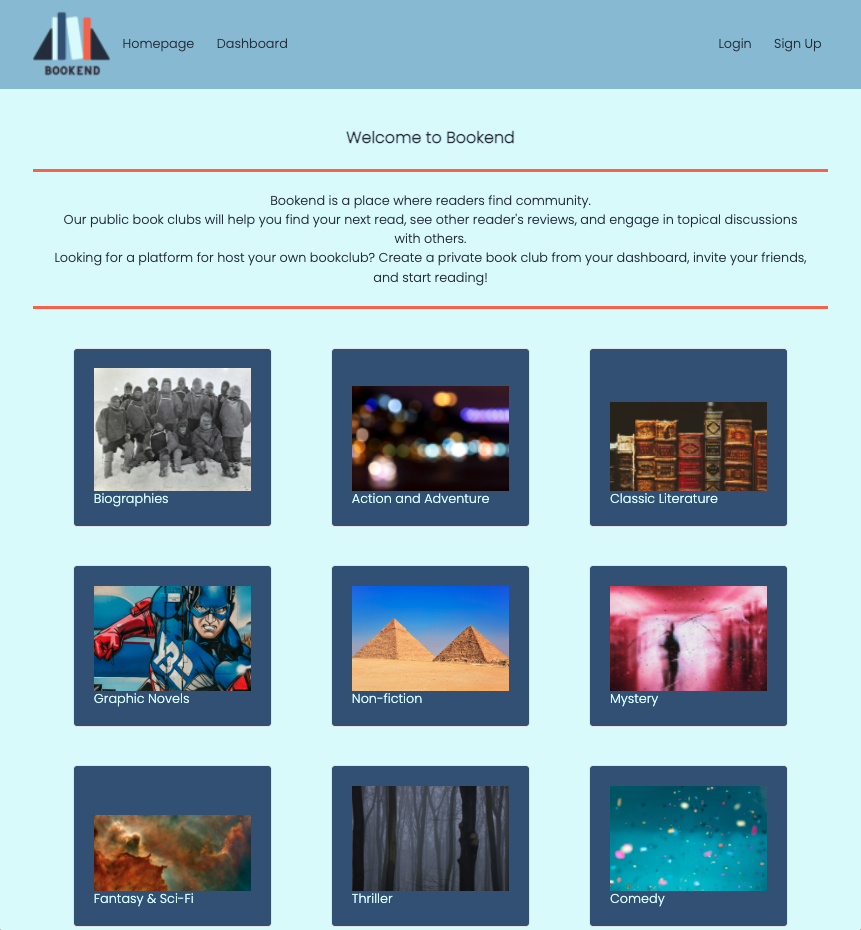 BOOKEND
Homepage
Dashboard
Login
Sign Up
Welcome to Bookend
Bookend is a place where readers find community.
Our public book clubs will help you find your next read, see other reader's reviews, and engage in topical discussions
with others.
Looking for a platform for host your own bookclub? Create a private book club from your dashboard, invite your friends,
and start reading!
Biographies
Action and Adventure
Classic Literature
Graphic Novels
Non-fiction
Mystery
Fantasy & Sci-Fi
Thriller
Comedy